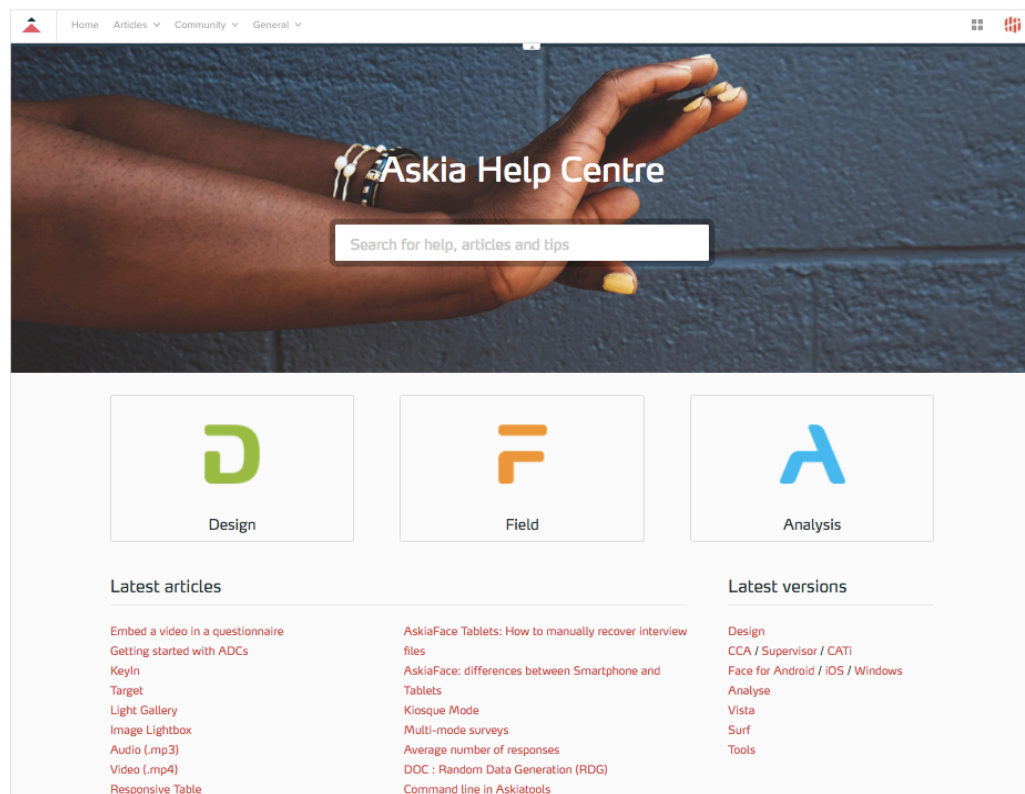 Home Articles Community General
Askia Help Centre
Search for help, articles and tips
Design
Field
Analysis
Latest articles
Embed a video in a questionnaire
Getting started with ADCs
KeyIn
Target
Light Gallery
Image Lightbox
Audio (.mp3)
Video (.mp4)
Responsive Table
AskiaFace Tablets: How to manually recover interview
files
AskiaFace: differences between Smartphone and
Tablets
Kiosque Mode
Multi-mode surveys
Average number of responses
DOC : Random Data Generation (RDG)
Command line in Askiatools
Latest versions
Design
CCA / Supervisor / CATi
Face for Android / iOS / Windows
Analyse
Vista
Surf
Tools